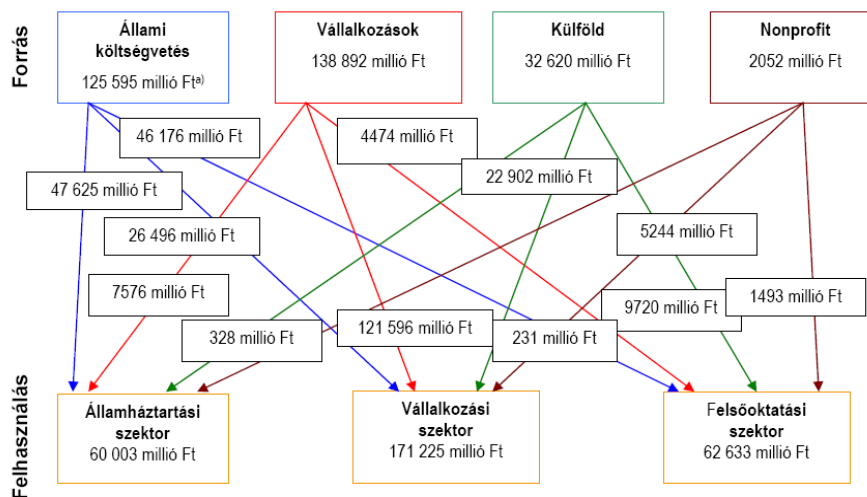 Forrás
Állami
költségvetés
125 595 millió Ftᵃ⁾
Vállalkozások
138 892 millió Ft
Külföld
32 620 millió Ft
Nonprofit
2052 millió Ft
46 176 millió Ft
4474 millió Ft
22 902 millió Ft
47 625 millió Ft
26 496 millió Ft
5244 millió Ft
7576 millió Ft
9720 millió Ft
1493 millió Ft
328 millió Ft
121 596 millió Ft
231 millió Ft
Felhasználás
Államháztartási
szektor
60 003 millió Ft
Vállalkozási
szektor
171 225 millió Ft
Felsőoktatási
szektor
62 633 millió Ft